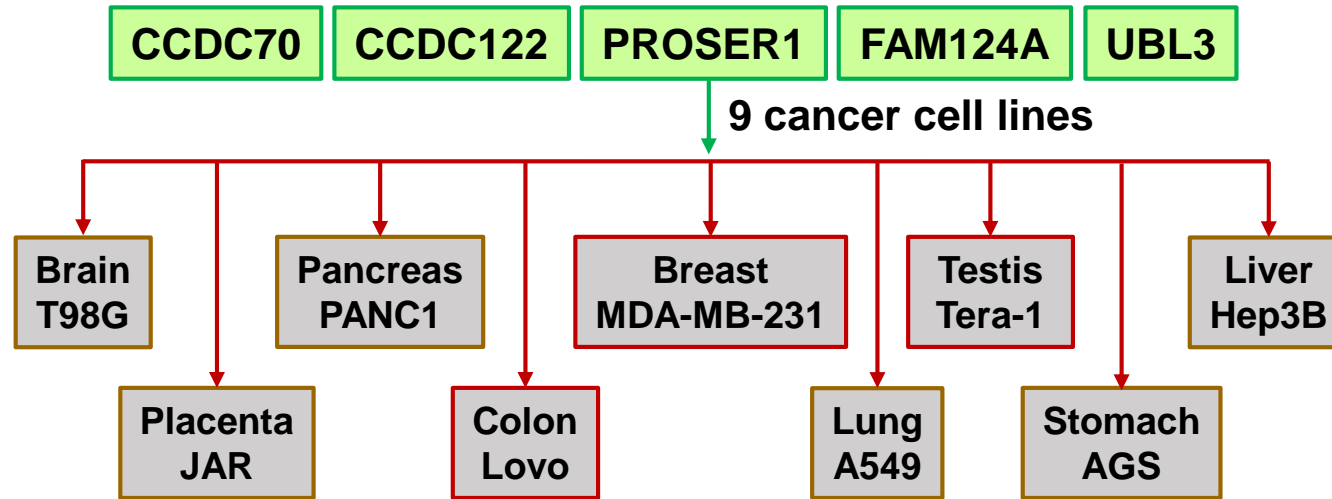 CCDC70
CCDC122
PROSER1
FAM124A
UBL3
9 cancer cell lines
Brain
T98G
Pancreas
PANC1
Breast
MDA-MB-231
Testis
Tera-1
Liver
Hep3B
Placenta
JAR
Colon
Lovo
Lung
A549
Stomach
AGS